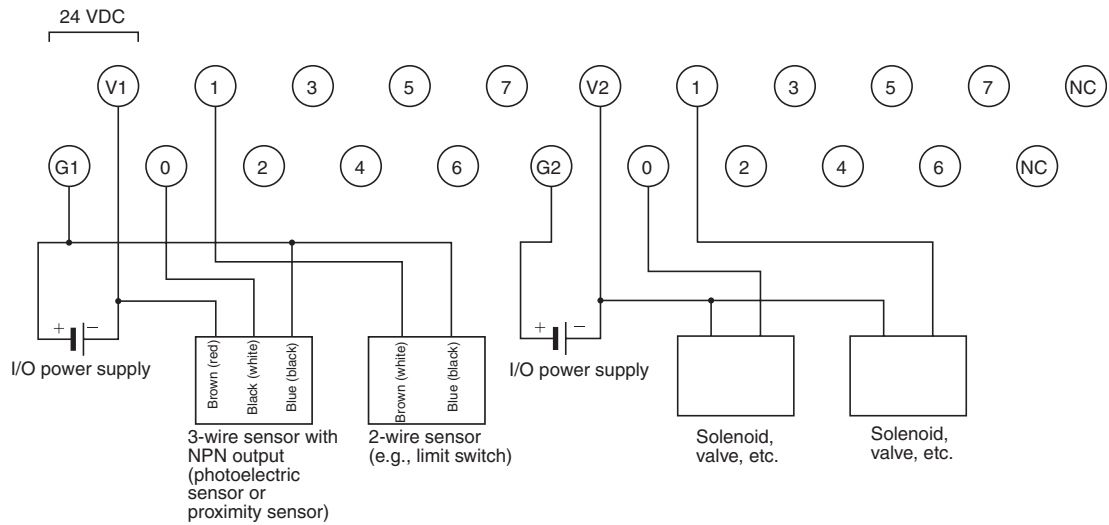 24 VDC
V1 1 3 5 7 V2 1 3 5 7 NC
G1 0 2 4 6 G2 0 2 4 6 NC
+ −
I/O power supply
Brown (red)
Black (white)
Blue (black)
3-wire sensor with
NPN output
(photoelectric
sensor or
proximity sensor)
Brown (white)
Blue (black)
2-wire sensor
(e.g., limit switch)
+ −
I/O power supply
Solenoid,
valve, etc.
Solenoid,
valve, etc.